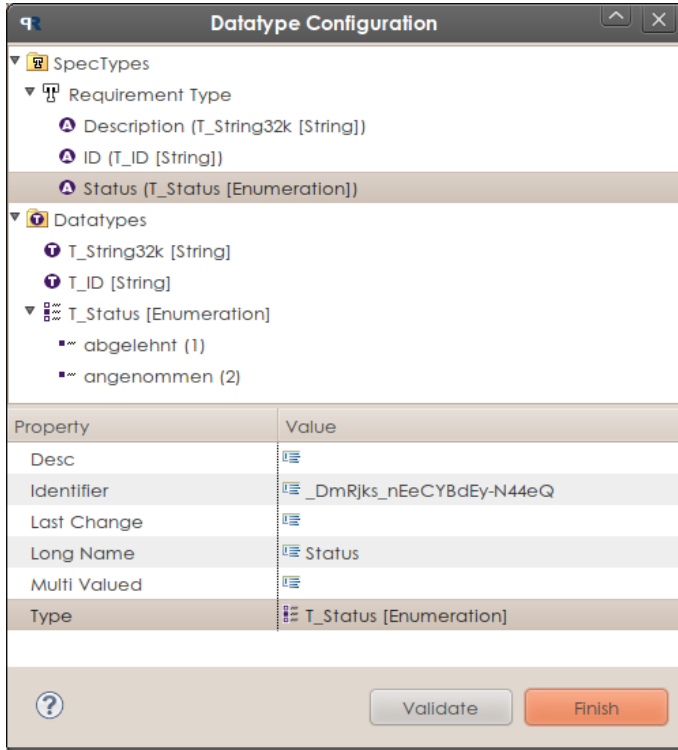 Datatype Configuration
SpecTypes
Requirement Type
Description (T_String32k [String])
ID (T_ID [String])
Status (T_Status [Enumeration])
Datatypes
T_String32k [String]
T_ID [String]
T_Status [Enumeration]
abgelehnt (1)
angenommen (2)
Property Value
Desc
Identifier _DmRjks_nEeCYBdEy-N44eQ
Last Change
Long Name Status
Multi Valued
Type T_Status [Enumeration]
Validate Finish